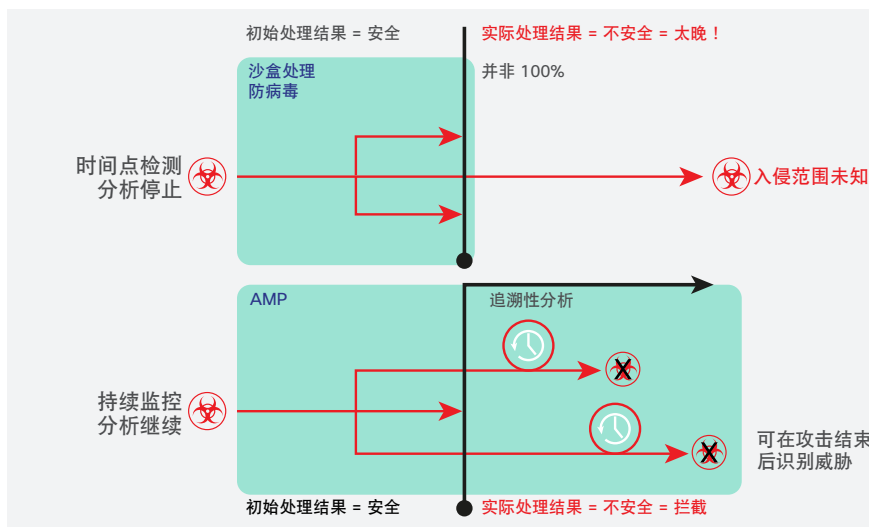 初始处理结果 = 安全
实际处理结果 = 不安全 = 太晚！
沙盒处理
防病毒
并非 100%
时间点检测
分析停止
入侵范围未知
AMP
追溯性分析
持续监控
分析继续
可在攻击结束
后识别威胁
初始处理结果 = 安全
实际处理结果 = 不安全 = 拦截